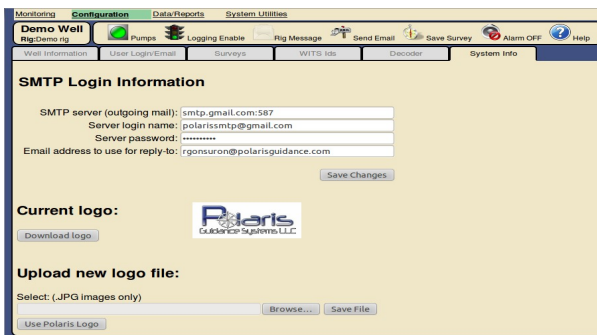 Monitoring Configuration Data/Reports System Utilities
Demo Well
Rig:Demo rig
Pumps Logging Enable Rig Message Send Email Save Survey Alarm OFF Help
Well Information User Login/Email Surveys WITS Ids Decoder System Info
SMTP Login Information
SMTP server (outgoing mail): smtp.gmail.com:587
Server login name: polarissmtp@gmail.com
Server password: ••••••••••
Email address to use for reply-to: rgonsuron@polarisguidance.com
Save Changes
Current logo:
Polaris
Guidance Systems LLC
Download logo
Upload new logo file:
Select: (.JPG images only)
Browse... Save File
Use Polaris Logo